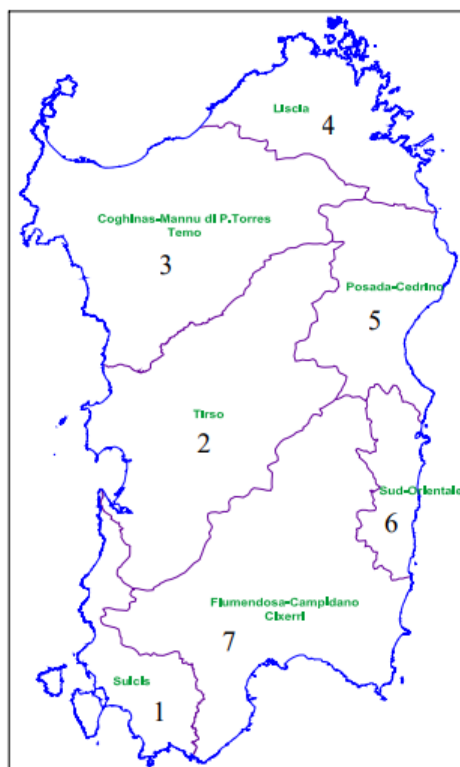 Liscia
4
Coghinas-Mannu di P.Torres
Temo
3
Posada-Cedrino
5
Tirso
2
Sud-Orientale
6
Flumendosa-Campidano
Cixerri
7
Sulcis
1